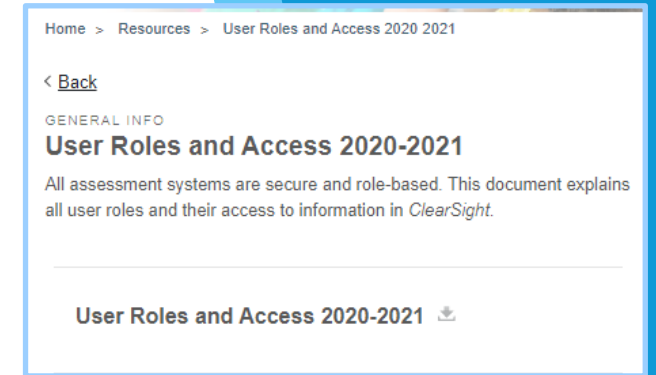 Home > Resources > User Roles and Access 2020 2021
< Back
GENERAL INFO
User Roles and Access 2020-2021
All assessment systems are secure and role-based. This document explains
all user roles and their access to information in ClearSight.
User Roles and Access 2020-2021